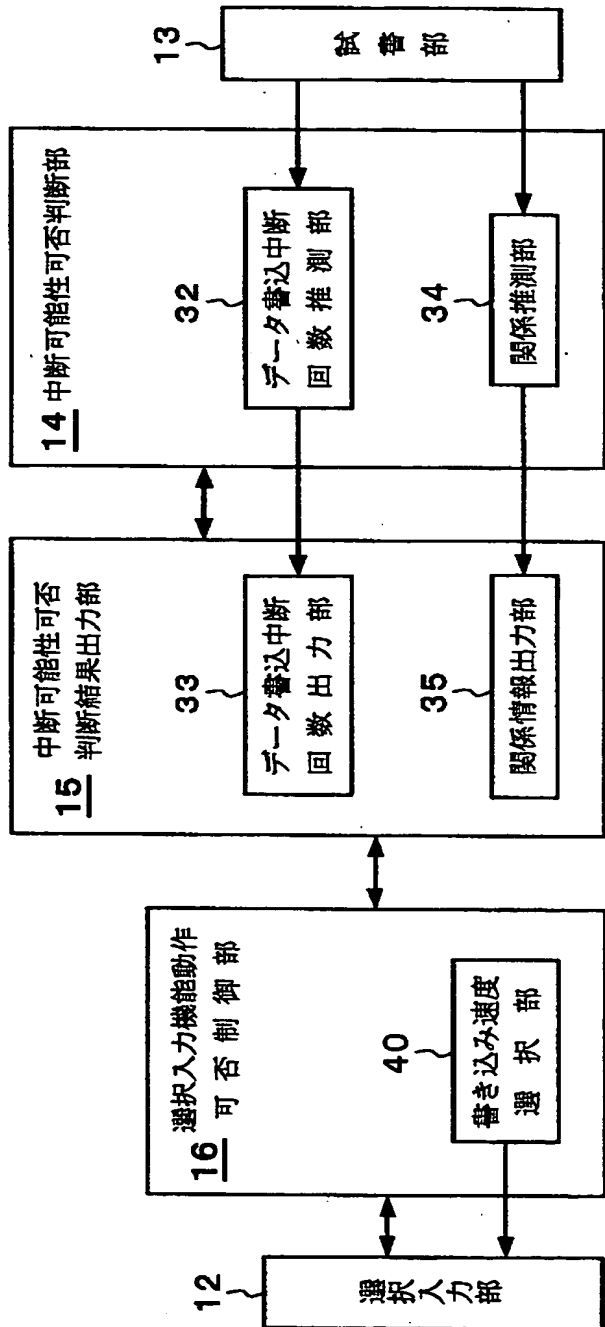 12
選択入力部
16
選択入力機能動作
可否制御部
40
書き込み速度
選択部
15
中断可能性可否
判断結果出力部
33
データ書込中断
回数出力部
35
関係情報出力部
14 中断可能性可否判断部
32
データ書込中断
回数推測部
34
関係推測部
13
試書部